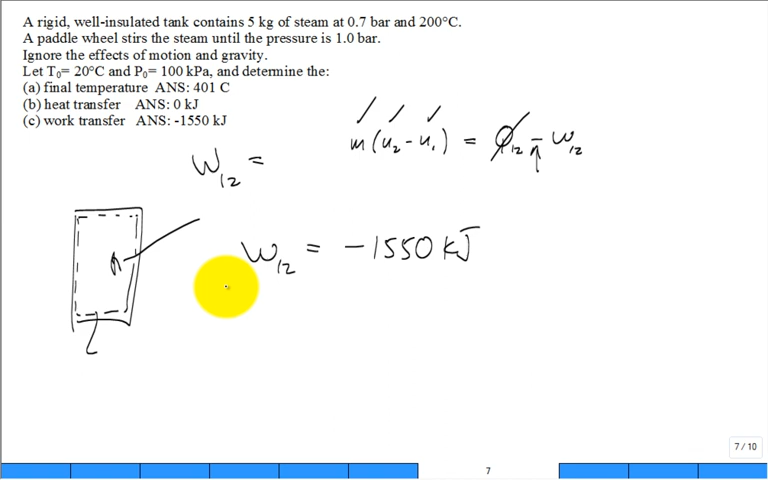 A rigid, well-insulated tank contains 5 kg of steam at 0.7 bar and 200°C.
A paddle wheel stirs the steam until the pressure is 1.0 bar.
Ignore the effects of motion and gravity.
Let T₀= 20°C and P₀= 100 kPa, and determine the:
(a) final temperature ANS: 401 C
(b) heat transfer ANS: 0 kJ
(c) work transfer ANS: -1550 kJ
m(u₂-u₁) = Q₁₂ - W₁₂
W₁₂ =
W₁₂ = -1550 kJ
7 / 10
7